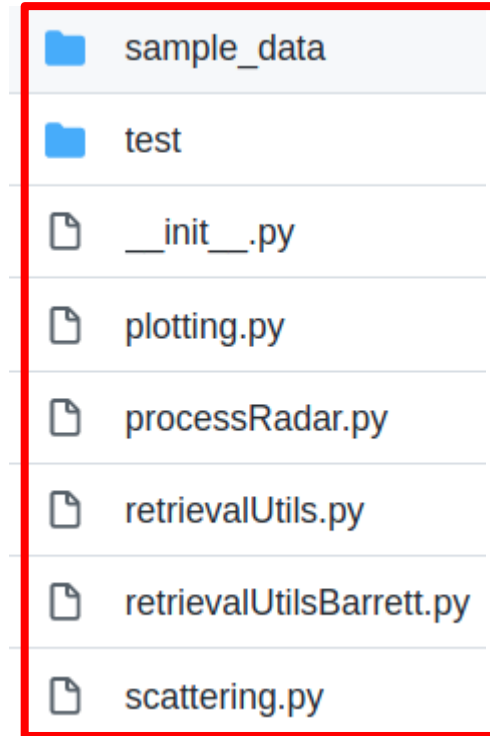 sample_data
test
__init__.py
plotting.py
processRadar.py
retrievalUtils.py
retrievalUtilsBarrett.py
scattering.py